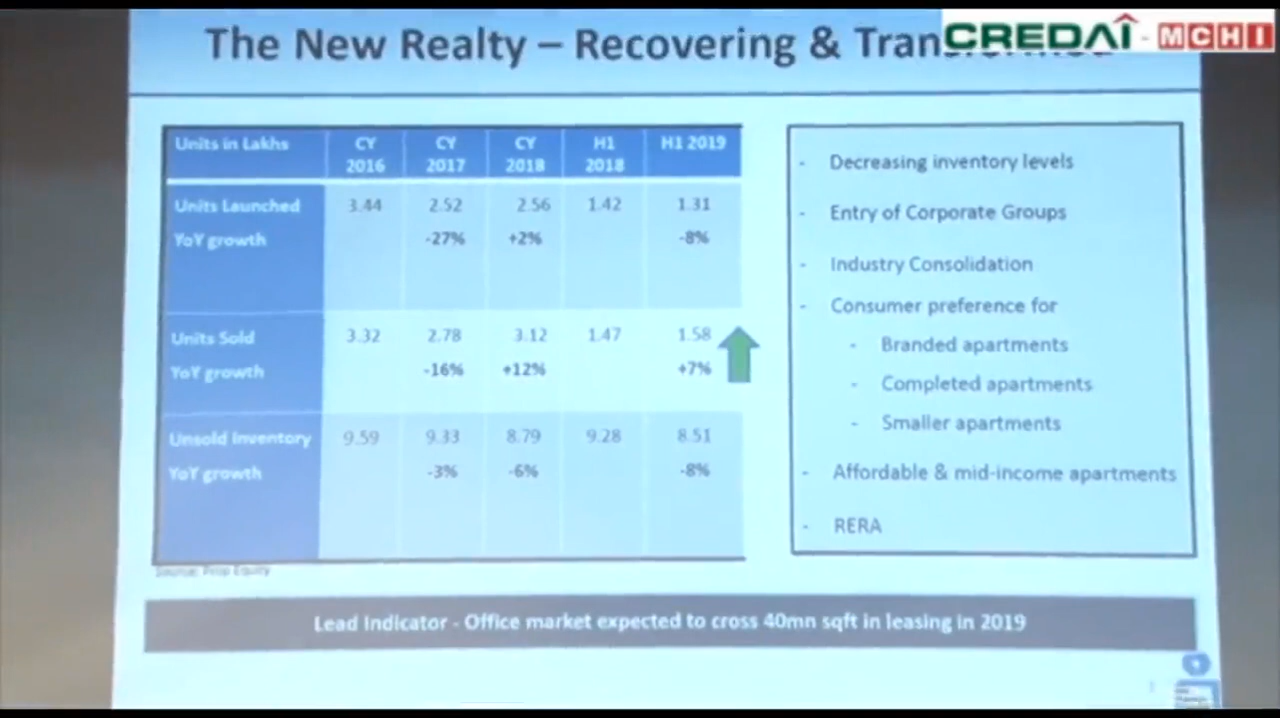 The New Realty – Recovering & Tran
CREDAÎ - MCHI
Units in Lakhs CY 2016 CY 2017 CY 2018 H1 2018 H1 2019
Units Launched 3.44 2.52 2.56 1.42 1.31
YoY growth -27% +2% -8%
Units Sold 3.32 2.78 3.12 1.47 1.58
YoY growth -16% +12% +7%
Unsold Inventory 9.59 9.33 8.79 9.28 8.51
YoY growth -3% -6% -8%
Source: Prop Equity
- Decreasing inventory levels
- Entry of Corporate Groups
- Industry Consolidation
- Consumer preference for
- Branded apartments
- Completed apartments
- Smaller apartments
- Affordable & mid-income apartments
- RERA
Lead Indicator - Office market expected to cross 40mn sqft in leasing in 2019